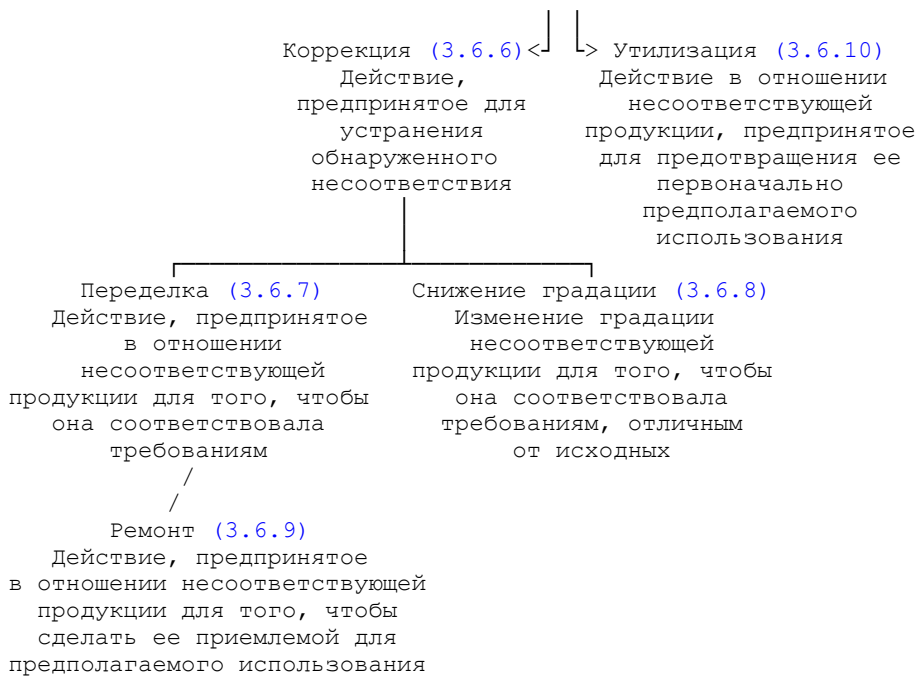 Коррекция (3.6.6)
Действие,
предпринятое для
устранения
обнаруженного
несоответствия
Утилизация (3.6.10)
Действие в отношении
несоответствующей
продукции, предпринятое
для предотвращения ее
первоначально
предполагаемого
использования
Переделка (3.6.7)
Действие, предпринятое
в отношении
несоответствующей
продукции для того, чтобы
она соответствовала
требованиям
Снижение градации (3.6.8)
Изменение градации
несоответствующей
продукции для того, чтобы
она соответствовала
требованиям, отличным
от исходных
Ремонт (3.6.9)
Действие, предпринятое
в отношении несоответствующей
продукции для того, чтобы
сделать ее приемлемой для
предполагаемого использования